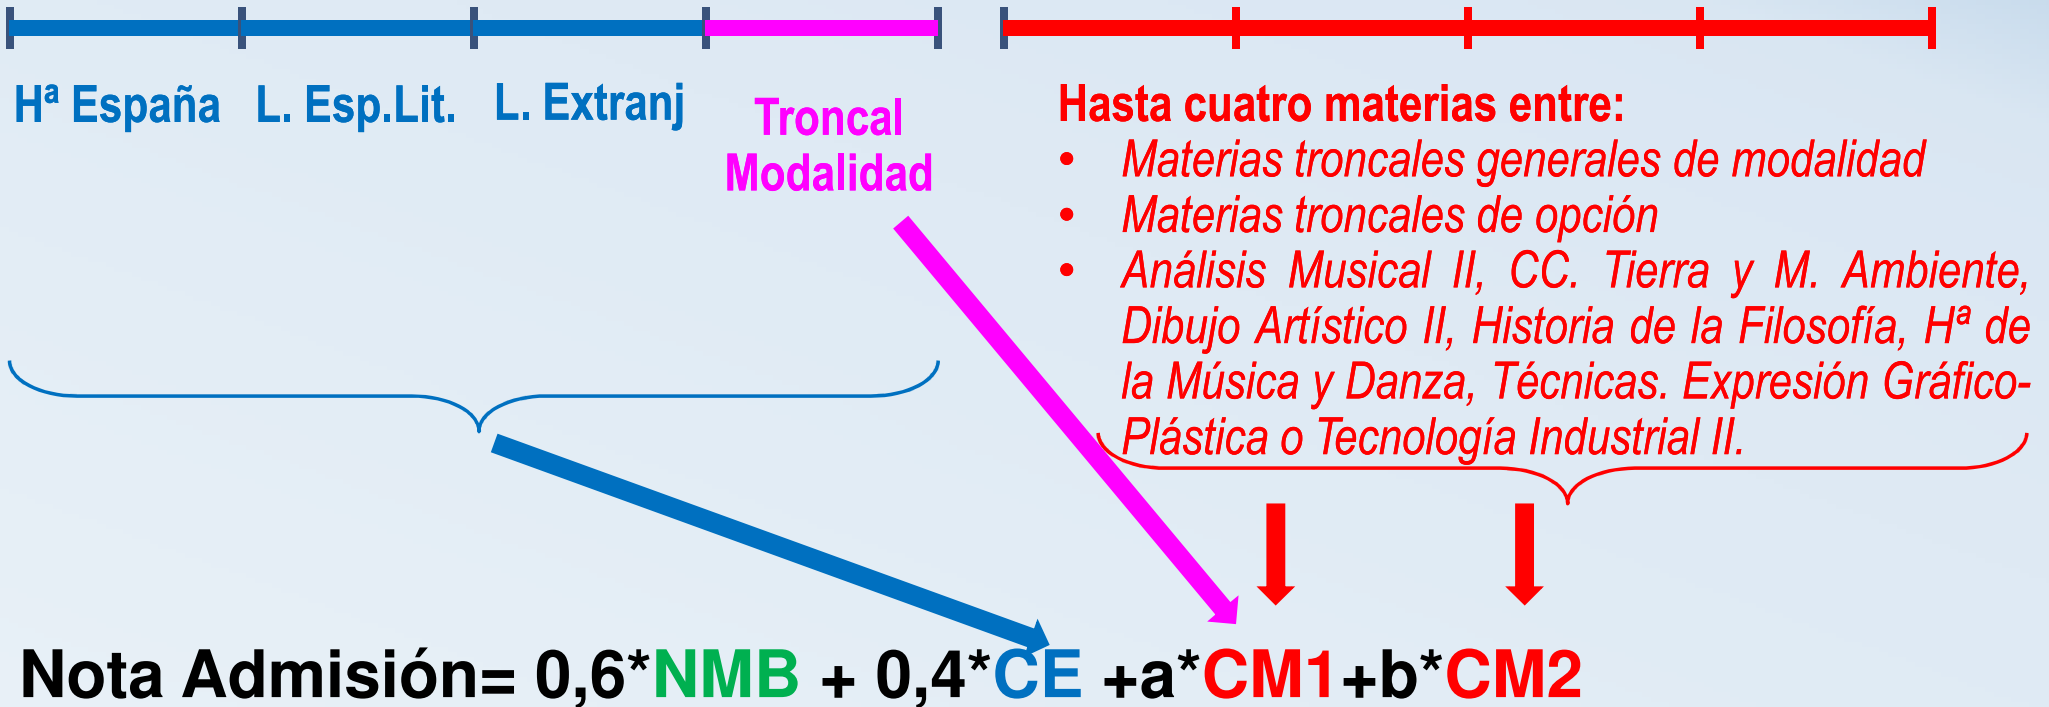 Hª España
L. Esp.Lit.
L. Extranj
Troncal
Modalidad
Hasta cuatro materias entre:
• Materias troncales generales de modalidad
• Materias troncales de opción
• Análisis Musical II, CC. Tierra y M. Ambiente,
Dibujo Artístico II, Historia de la Filosofía, Hª de
la Música y Danza, Técnicas. Expresión Gráfico-
Plástica o Tecnología Industrial II.
Nota Admisión= 0,6*NMB + 0,4*CE +a*CM1+b*CM2